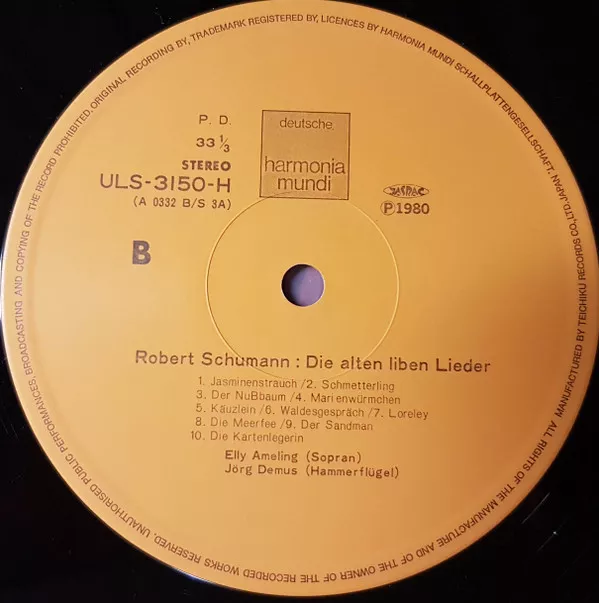 TRADEMARK REGISTERED BY, LICENCES BY HARMONIA MUNDI SCHALLPLATTENGESELLSCHAFT, JAPAN. MANUFACTURED BY TEICHIKU RECORDS CO., LTD. ALL RIGHTS OF THE MANUFACTURE AND OF THE OWNER OF THE RECORDED WORKS RESERVED. UNAUTHORISED PUBLIC PERFORMANCES, BROADCASTING AND COPYING OF THE RECORD PROHIBITED. ORIGINAL RECORDING BY,
P. D.
33 1/3
STEREO
ULS-3150-H
(A 0332 B/S 3A)
deutsche
harmonia
mundi
JASRAC
Ⓟ1980
B
Robert Schumann : Die alten liben Lieder
1. Jasminenstrauch /2. Schmetterling
3. Der Nußbaum /4. Marienwürmchen
5. Käuzlein /6. Waldesgespräch /7. Loreley
8. Die Meerfee /9. Der Sandman
10. Die Kartenlegerin
Elly Ameling (Sopran)
Jörg Demus (Hammerflügel)